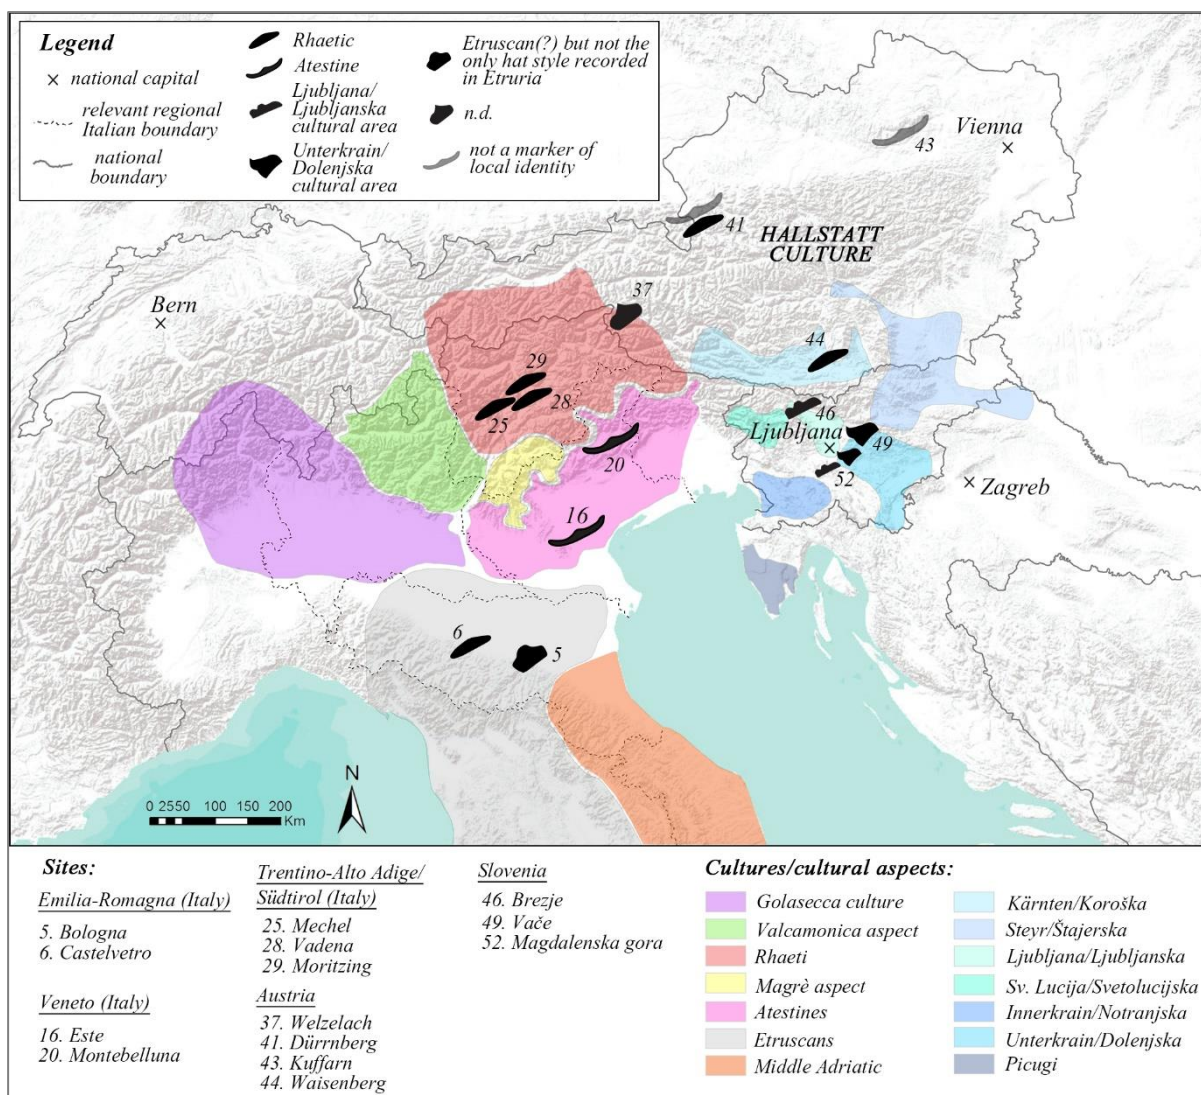 Legend
national capital
relevant regional
Italian boundary
national
boundary
Rhaetic
Atestine
Ljubljana/
Ljubljanska
cultural area
Unterkrain/
Dolenjska
cultural area
Etruscan(?) but not the
only hat style recorded
in Etruria
n.d.
not a marker of
local identity
43
Vienna
41
HALLSTATT
CULTURE
Bern
37
44
29
28
25
46
Ljubljana
49
20
52
Zagreb
16
6
5
N
0 25 50 100 150 200
Km
Sites:
Emilia-Romagna (Italy)
5. Bologna
6. Castelvetro
Veneto (Italy)
16. Este
20. Montebelluna
Trentino-Alto Adige/
Südtirol (Italy)
25. Mechel
28. Vadena
29. Moritzing
Austria
37. Welzelach
41. Dürrnberg
43. Kuffarn
44. Waisenberg
Slovenia
46. Brezje
49. Vače
52. Magdalenska gora
Cultures/cultural aspects:
Golasecca culture
Valcamonica aspect
Rhaeti
Magrè aspect
Atestines
Etruscans
Middle Adriatic
Kärnten/Koroška
Steyr/Štajerska
Ljubljana/Ljubljanska
Sv. Lucija/Svetolucijska
Innerkrain/Notranjska
Unterkrain/Dolenjska
Picugi